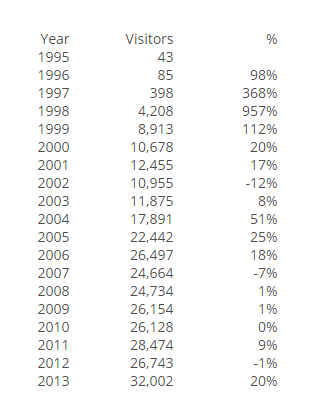 Year Visitors %
1995 43
1996 85 98%
1997 398 368%
1998 4,208 957%
1999 8,913 112%
2000 10,678 20%
2001 12,455 17%
2002 10,955 -12%
2003 11,875 8%
2004 17,891 51%
2005 22,442 25%
2006 26,497 18%
2007 24,664 -7%
2008 24,734 1%
2009 26,154 1%
2010 26,128 0%
2011 28,474 9%
2012 26,743 -1%
2013 32,002 20%